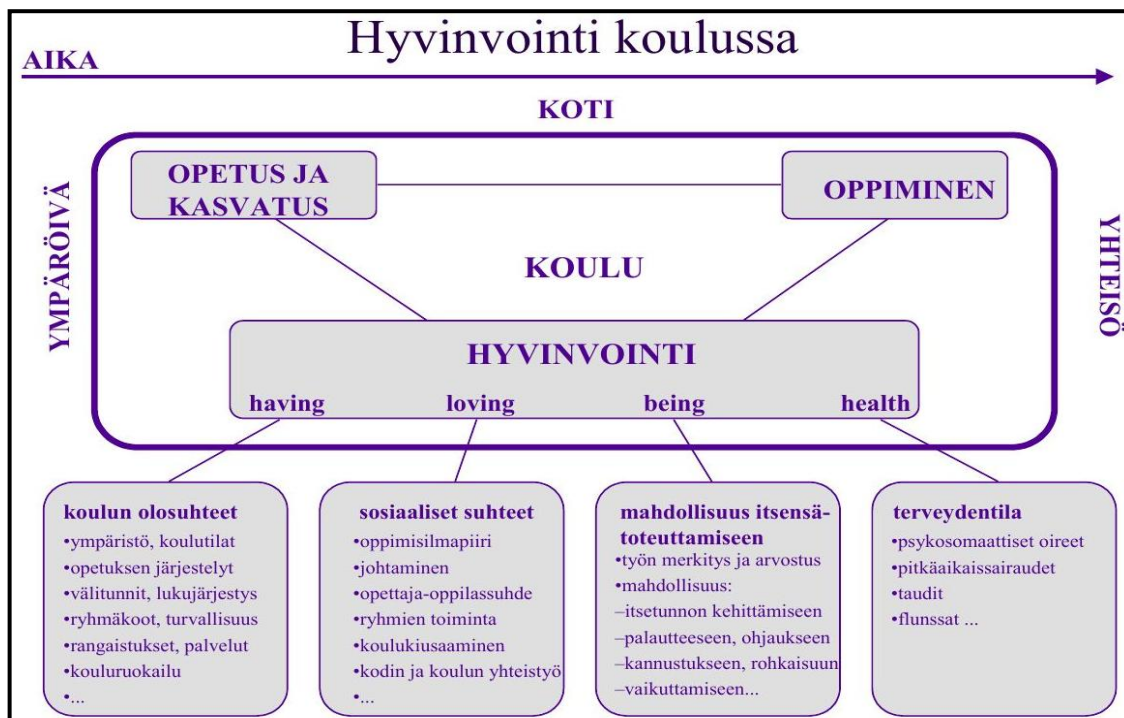 Hyvinvointi koulussa
AIKA
KOTI
YMPÄRÖIVÄ
OPETUS JA
KASVATUS
OPPIMINEN
YHTEISÖ
KOULU
HYVINVOINTI
having loving being health
koulun olosuhteet
•ympäristö, koulutilat
•opetuksen järjestelyt
•välitunnit, lukujärjestys
•ryhmäkoot, turvallisuus
•rangaistukset, palvelut
•kouluruokailu
•...
sosiaaliset suhteet
•oppimisilmapiiri
•johtaminen
•opettaja-oppilassuhde
•ryhmien toiminta
•koulukiusaaminen
•kodin ja koulun yhteistyö
•...
mahdollisuus itsensä-
toteuttamiseen
•työn merkitys ja arvostus
•mahdollisuus:
–itsetunnon kehittämiseen
–palautteeseen, ohjaukseen
–kannustukseen, rohkaisuun
–vaikuttamiseen...
terveydentila
•psykosomaattiset oireet
•pitkäaikaissairaudet
•taudit
•flunssat ...